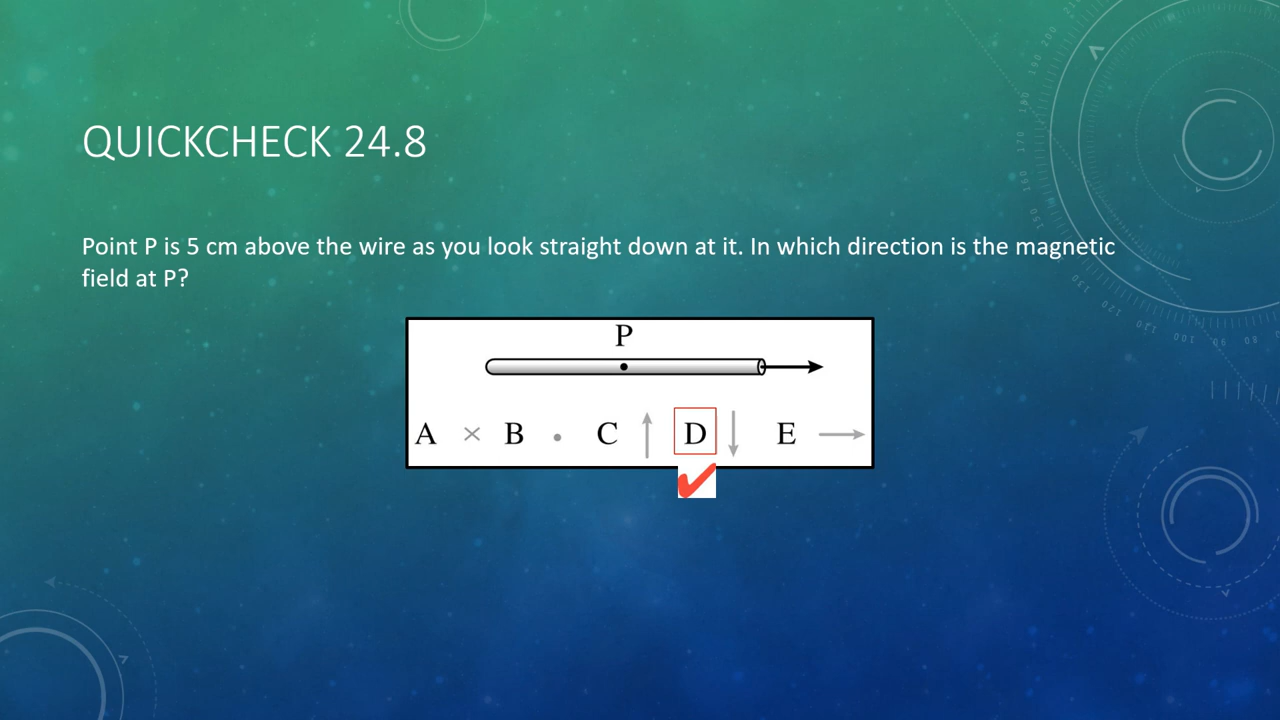 QUICKCHECK 24.8
Point P is 5 cm above the wire as you look straight down at it. In which direction is the magnetic
field at P?
P
A × B • C ↑ D ↓ E →